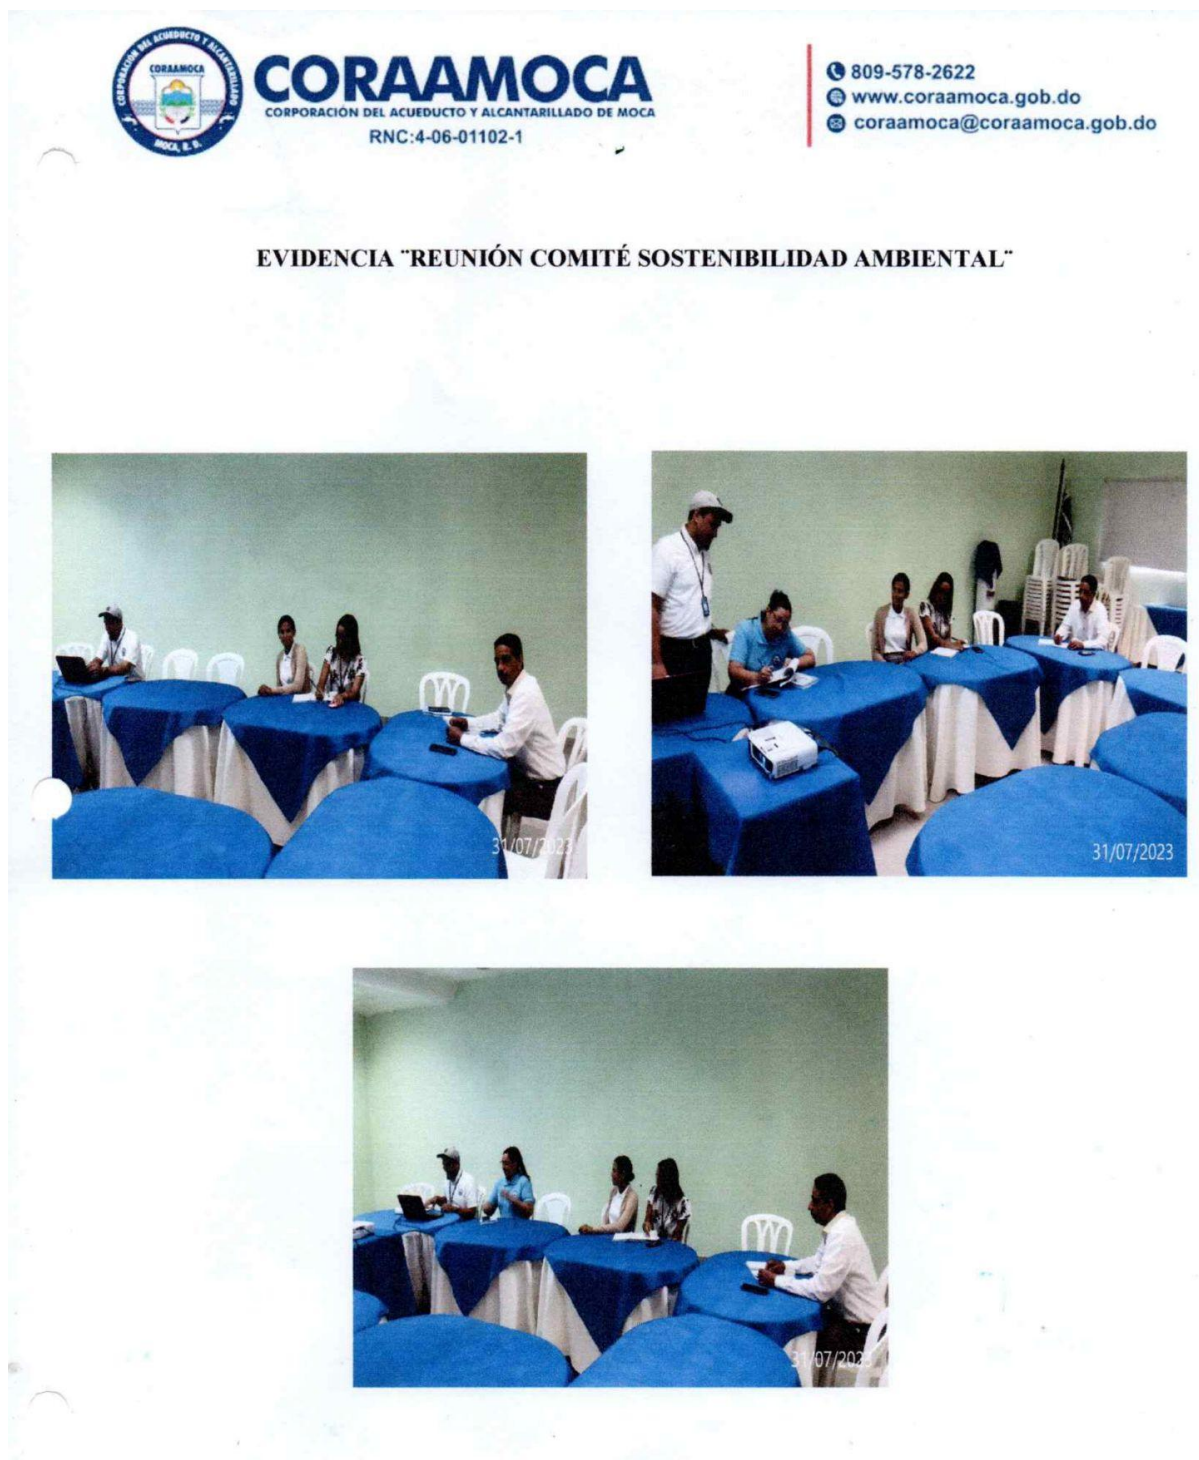 CORPORACIÓN DEL ACUEDUCTO Y ALCANTARILLADO
CORAAMOCA
MOCA, R. D.
CORAAMOCA
CORPORACIÓN DEL ACUEDUCTO Y ALCANTARILLADO DE MOCA
RNC:4-06-01102-1
809-578-2622
www.coraamoca.gob.do
coraamoca@coraamoca.gob.do
EVIDENCIA ¨REUNIÓN COMITÉ SOSTENIBILIDAD AMBIENTAL¨
31/07/2023
31/07/2023
31/07/2023